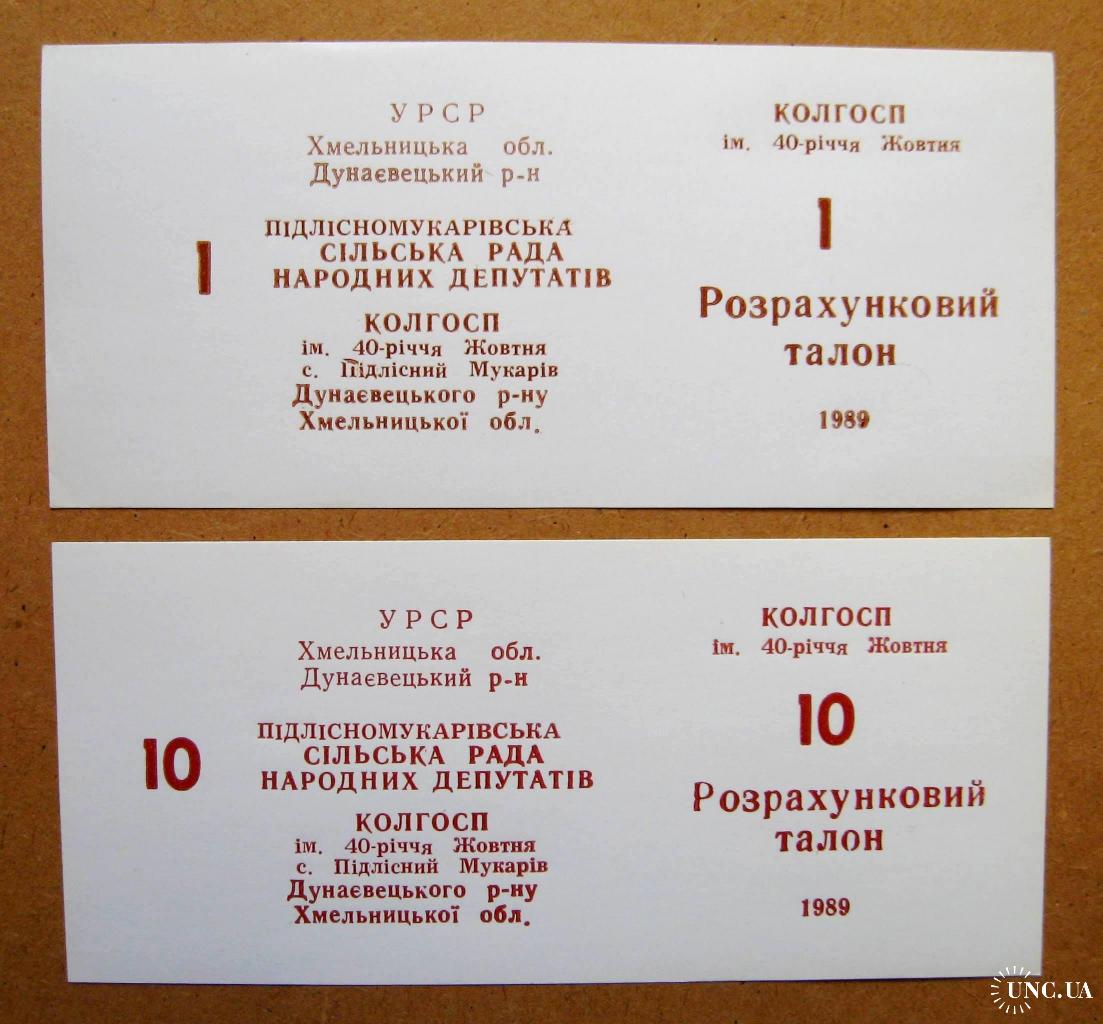 УРСР
Хмельницька обл.
Дунаєвецький р-н
1
ПІДЛІСНОМУКАРІВСЬКА
СІЛЬСЬКА РАДА
НАРОДНИХ ДЕПУТАТІВ
КОЛГОСП
ім. 40-річчя Жовтня
с. Підлісний Мукарів
Дунаєвецького р-ну
Хмельницької обл.
КОЛГОСП
ім. 40-річчя Жовтня
1
Розрахунковий
талон
1989
УРСР
Хмельницька обл.
Дунаєвецький р-н
10
ПІДЛІСНОМУКАРІВСЬКА
СІЛЬСЬКА РАДА
НАРОДНИХ ДЕПУТАТІВ
КОЛГОСП
ім. 40-річчя Жовтня
с. Підлісний Мукарів
Дунаєвецького р-ну
Хмельницької обл.
КОЛГОСП
ім. 40-річчя Жовтня
10
Розрахунковий
талон
1989
UNC.UA